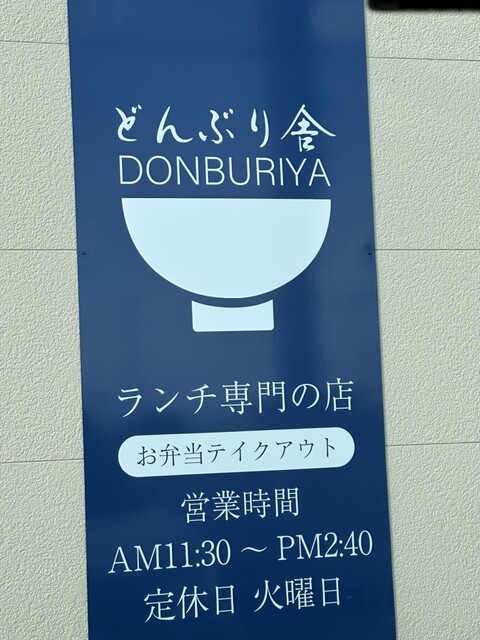 どんぶり舎
DONBURIYA
ランチ専門の店
お弁当テイクアウト
営業時間
AM11:30 ～ PM2:40
定休日 火曜日